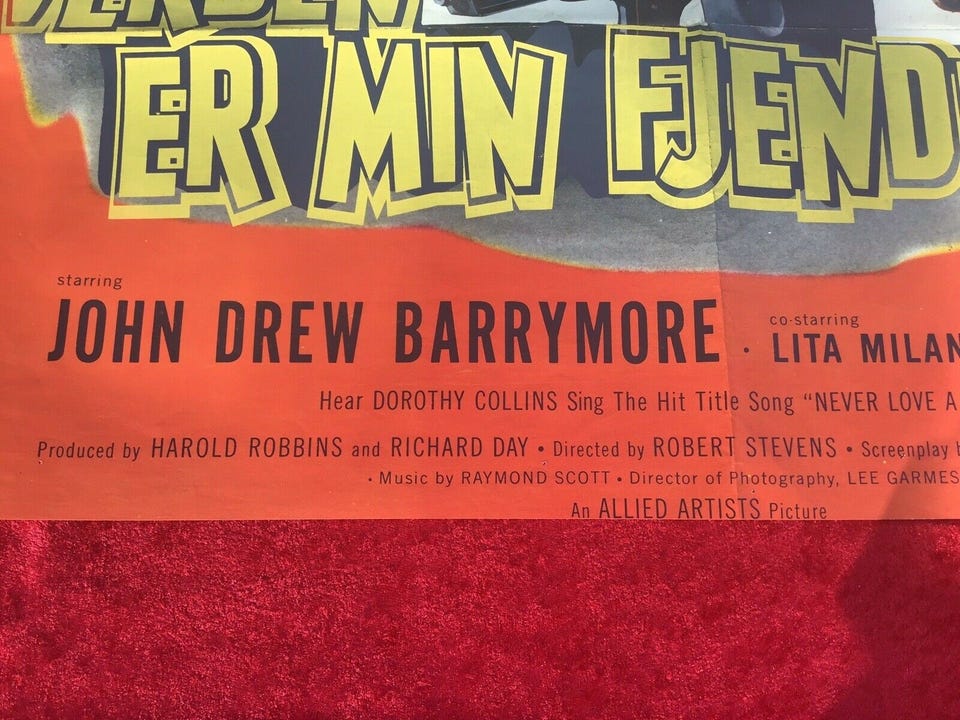 ER MIN FJEND
starring
JOHN DREW BARRYMORE
co-starring
· LITA MILAN
Hear DOROTHY COLLINS Sing The Hit Title Song “NEVER LOVE A
Produced by HAROLD ROBBINS and RICHARD DAY • Directed by ROBERT STEVENS • Screenplay
• Music by RAYMOND SCOTT • Director of Photography, LEE GARMES
An ALLIED ARTISTS Picture